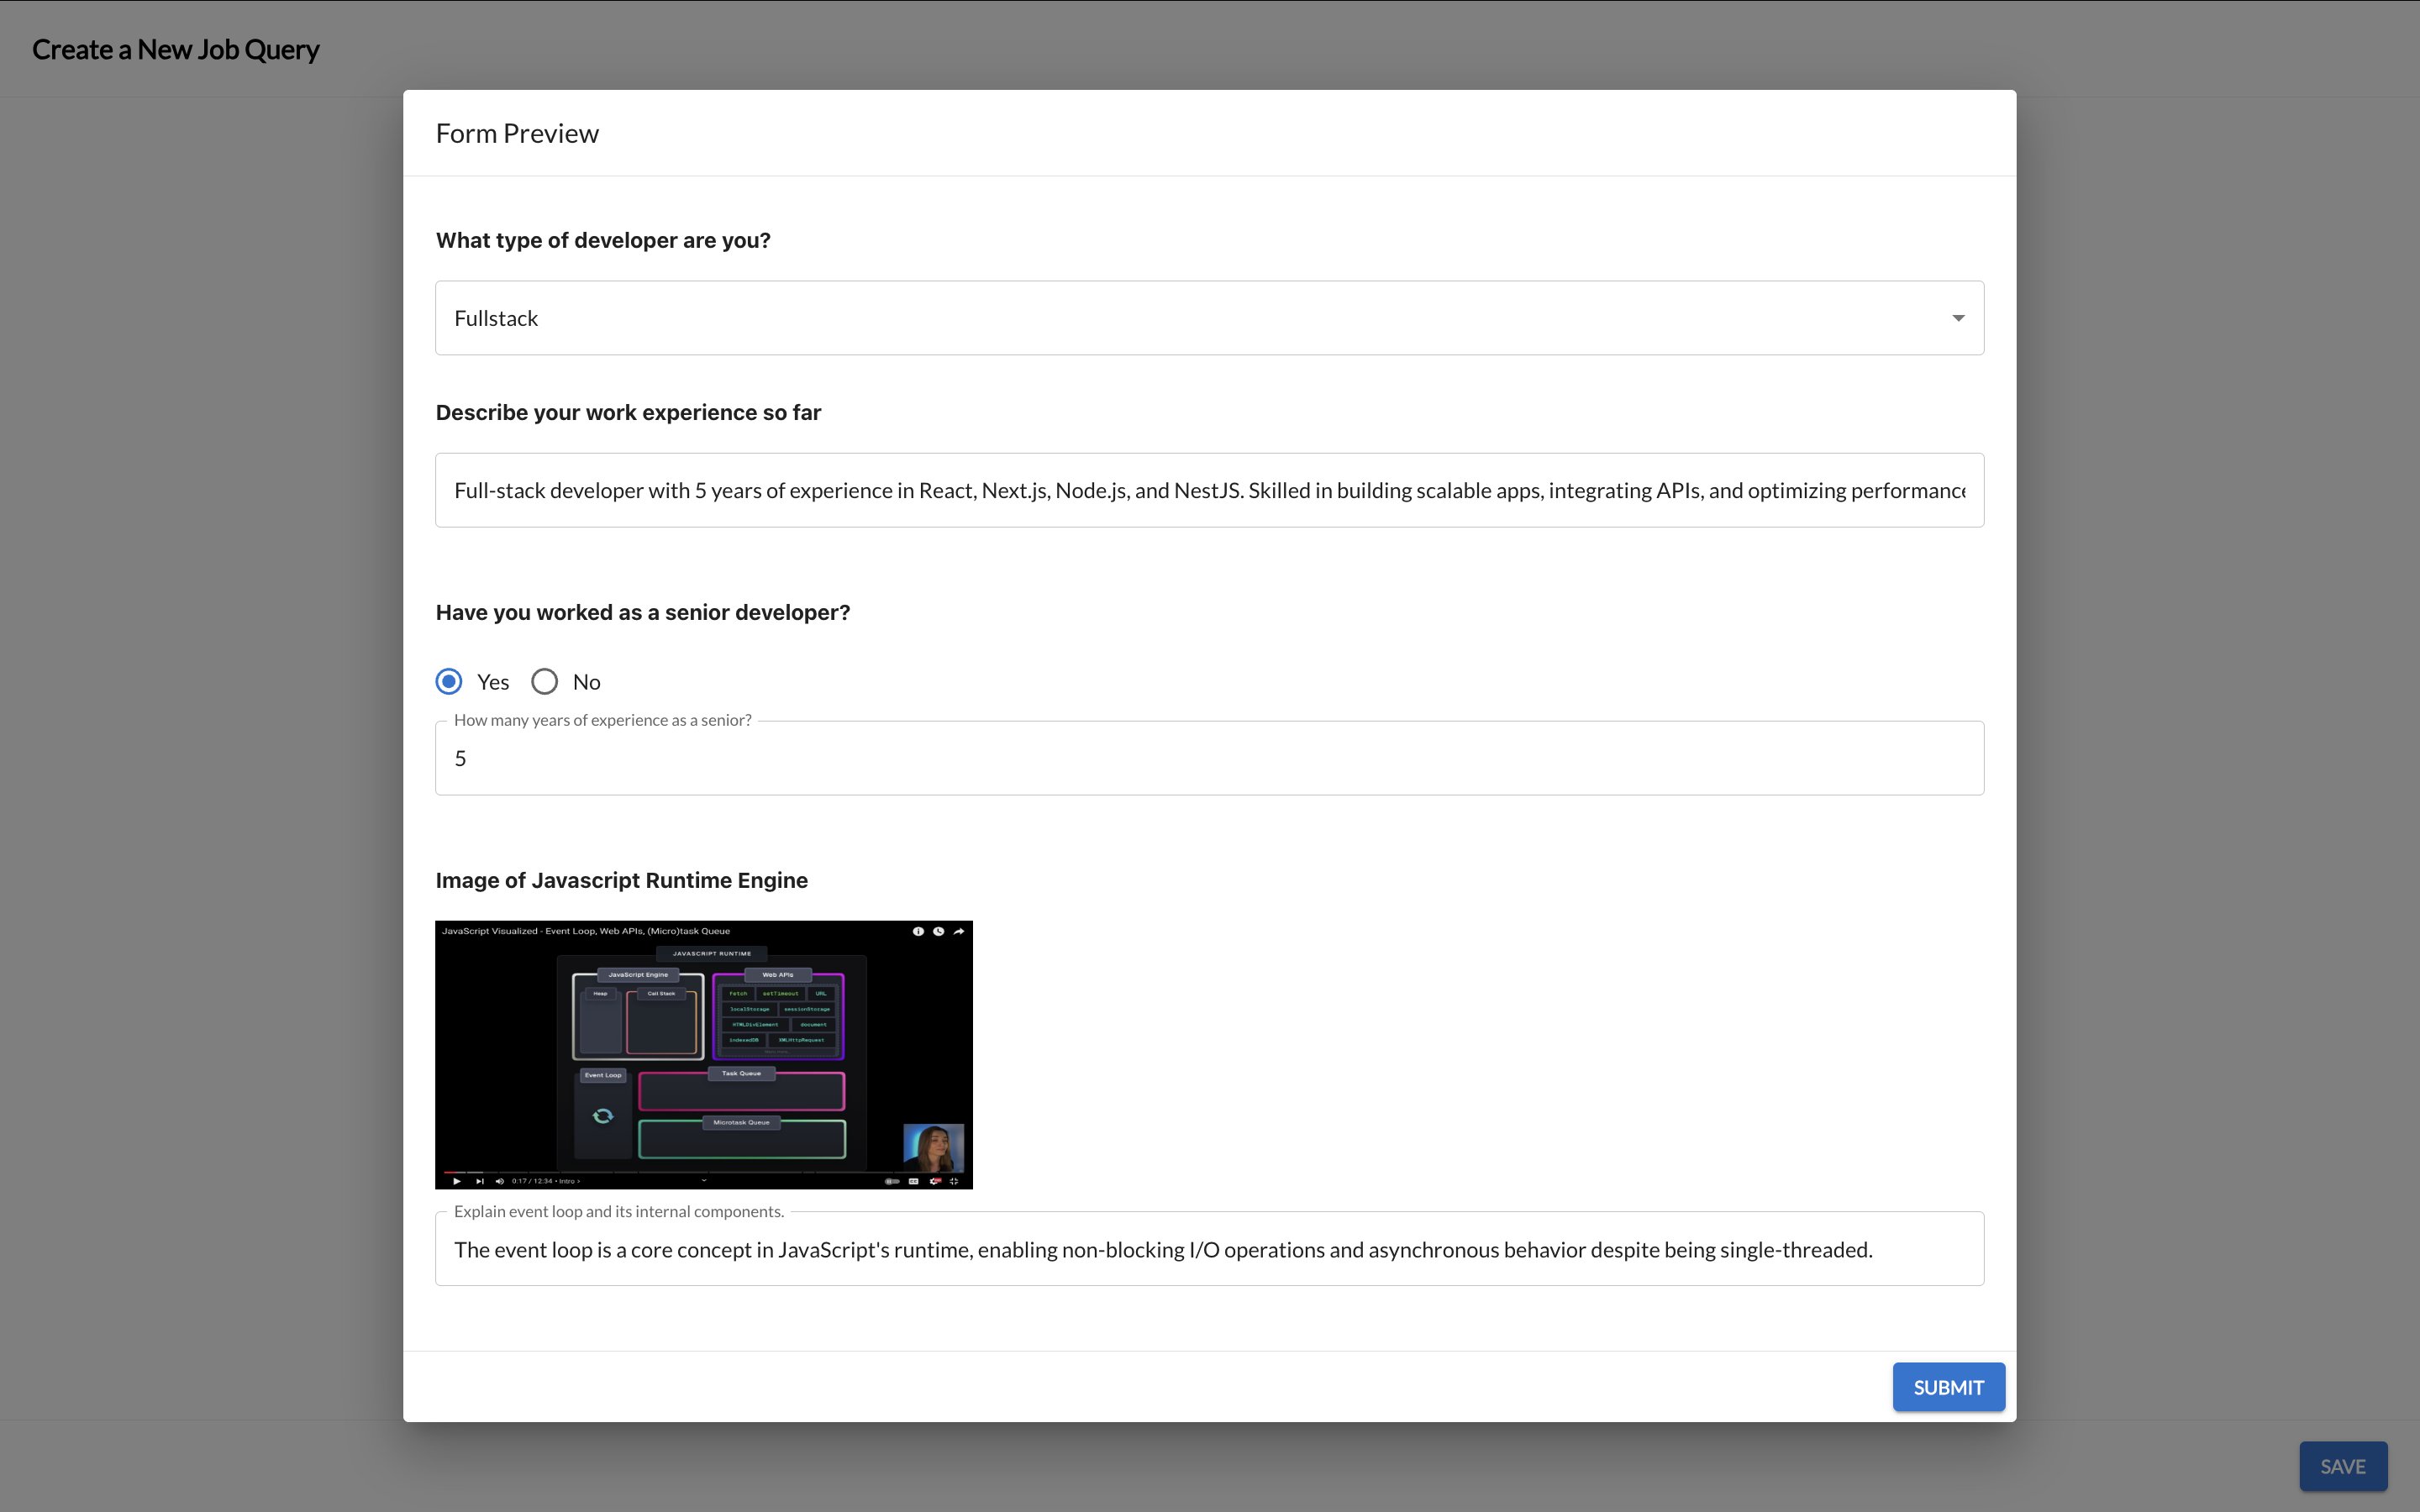 Create a New Job Query
Form Preview
What type of developer are you?
Fullstack
Describe your work experience so far
Full-stack developer with 5 years of experience in React, Next.js, Node.js, and NestJS. Skilled in building scalable apps, integrating APIs, and optimizing performance
Have you worked as a senior developer?
Yes No
How many years of experience as a senior?
5
Image of Javascript Runtime Engine
JavaScript Visualized - Event Loop, Web APIs, (Micro)task Queue
JAVASCRIPT RUNTIME
JavaScript Engine Web APIs
Heap Call Stack Fetch setTimeout URL
localStorage sessionStorage
HTMLDivElement document
indexedDB XMLHttpRequest
Event Loop Task Queue
Microtask Queue
0:17 / 12:34 • Intro >
Explain event loop and its internal components.
The event loop is a core concept in JavaScript's runtime, enabling non-blocking I/O operations and asynchronous behavior despite being single-threaded.
SUBMIT
SAVE